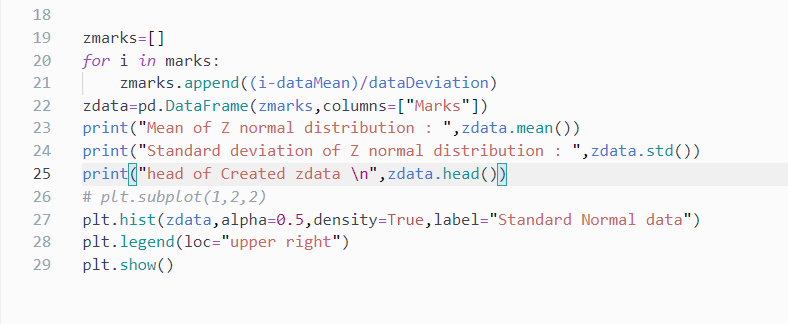 18
19 zmarks=[]
20 for i in marks:
21     zmarks.append((i-dataMean)/dataDeviation)
22 zdata=pd.DataFrame(zmarks,columns=["Marks"])
23 print("Mean of Z normal distribution : ",zdata.mean())
24 print("Standard deviation of Z normal distribution : ",zdata.std())
25 print("head of Created zdata \n",zdata.head())
26 # plt.subplot(1,2,2)
27 plt.hist(zdata,alpha=0.5,density=True,label="Standard Normal data")
28 plt.legend(loc="upper right")
29 plt.show()